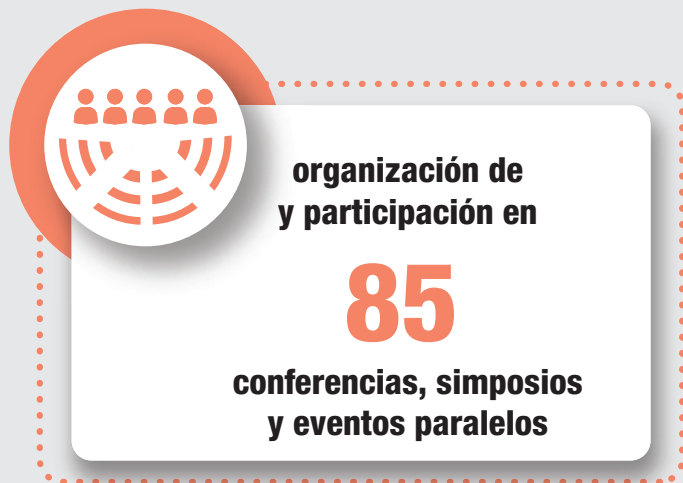 organización de
y participación en
85
conferencias, simposios
y eventos paralelos